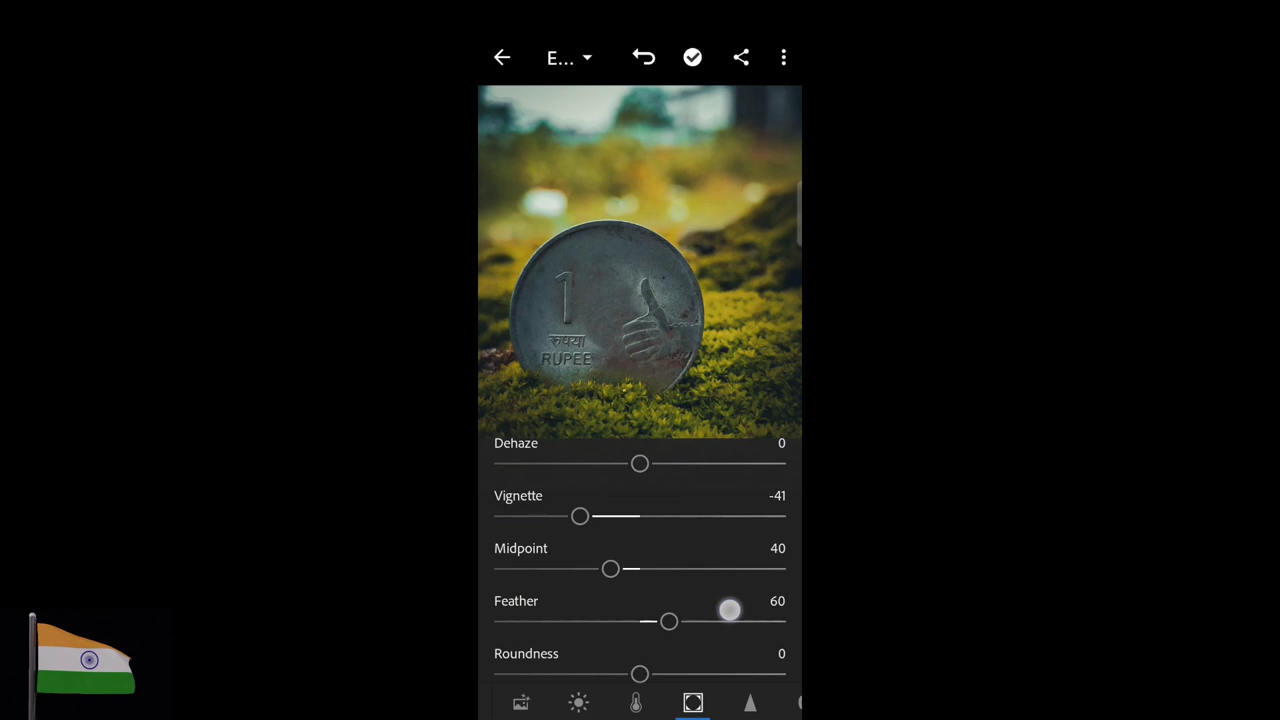 E...
1
रुपया
RUPEE
Dehaze 0
Vignette -41
Midpoint 40
Feather 60
Roundness 0